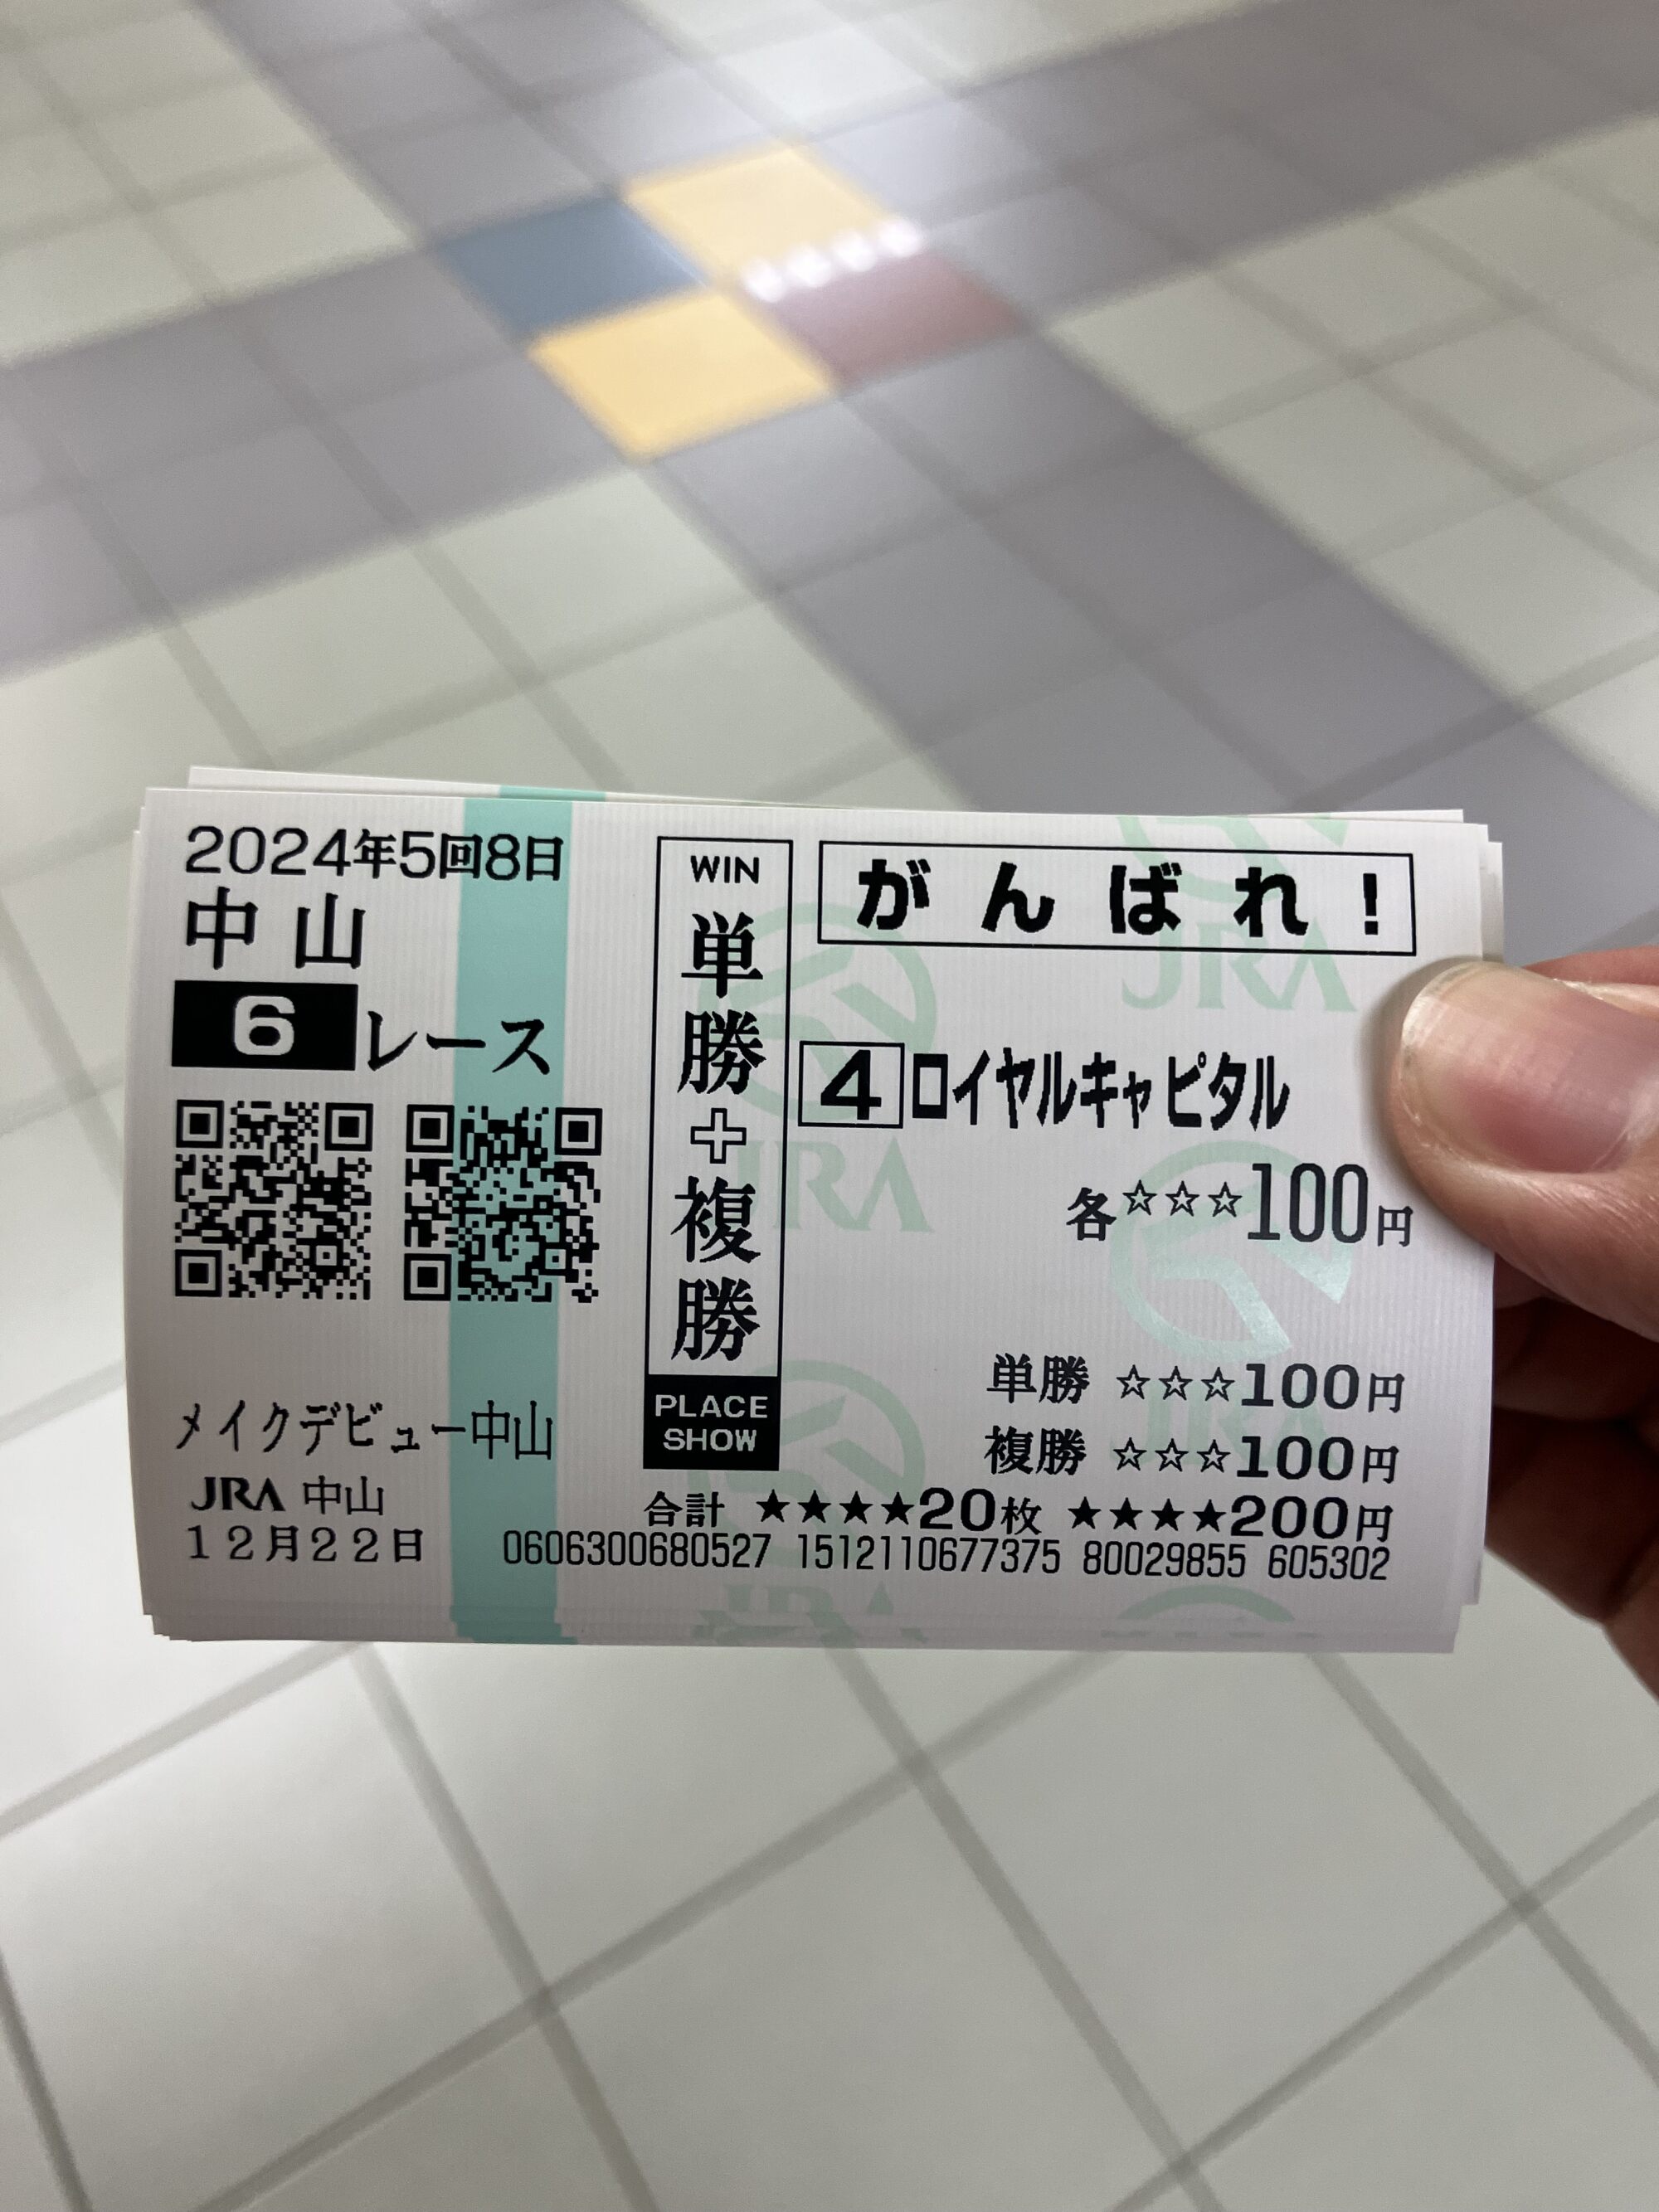 2024年5回8日
中山
6レース
メイクデビュー中山
JRA 中山
12月22日
WIN
単勝+複勝
PLACE
SHOW
がんばれ!
4 ロイヤルキャピタル
各☆☆☆100円
単勝 ☆☆☆100円
複勝 ☆☆☆100円
合計 ★★★★20枚 ★★★★200円
0606300680527 1512110677375 80029855 605302
JRA
JRA
JRA
JRA